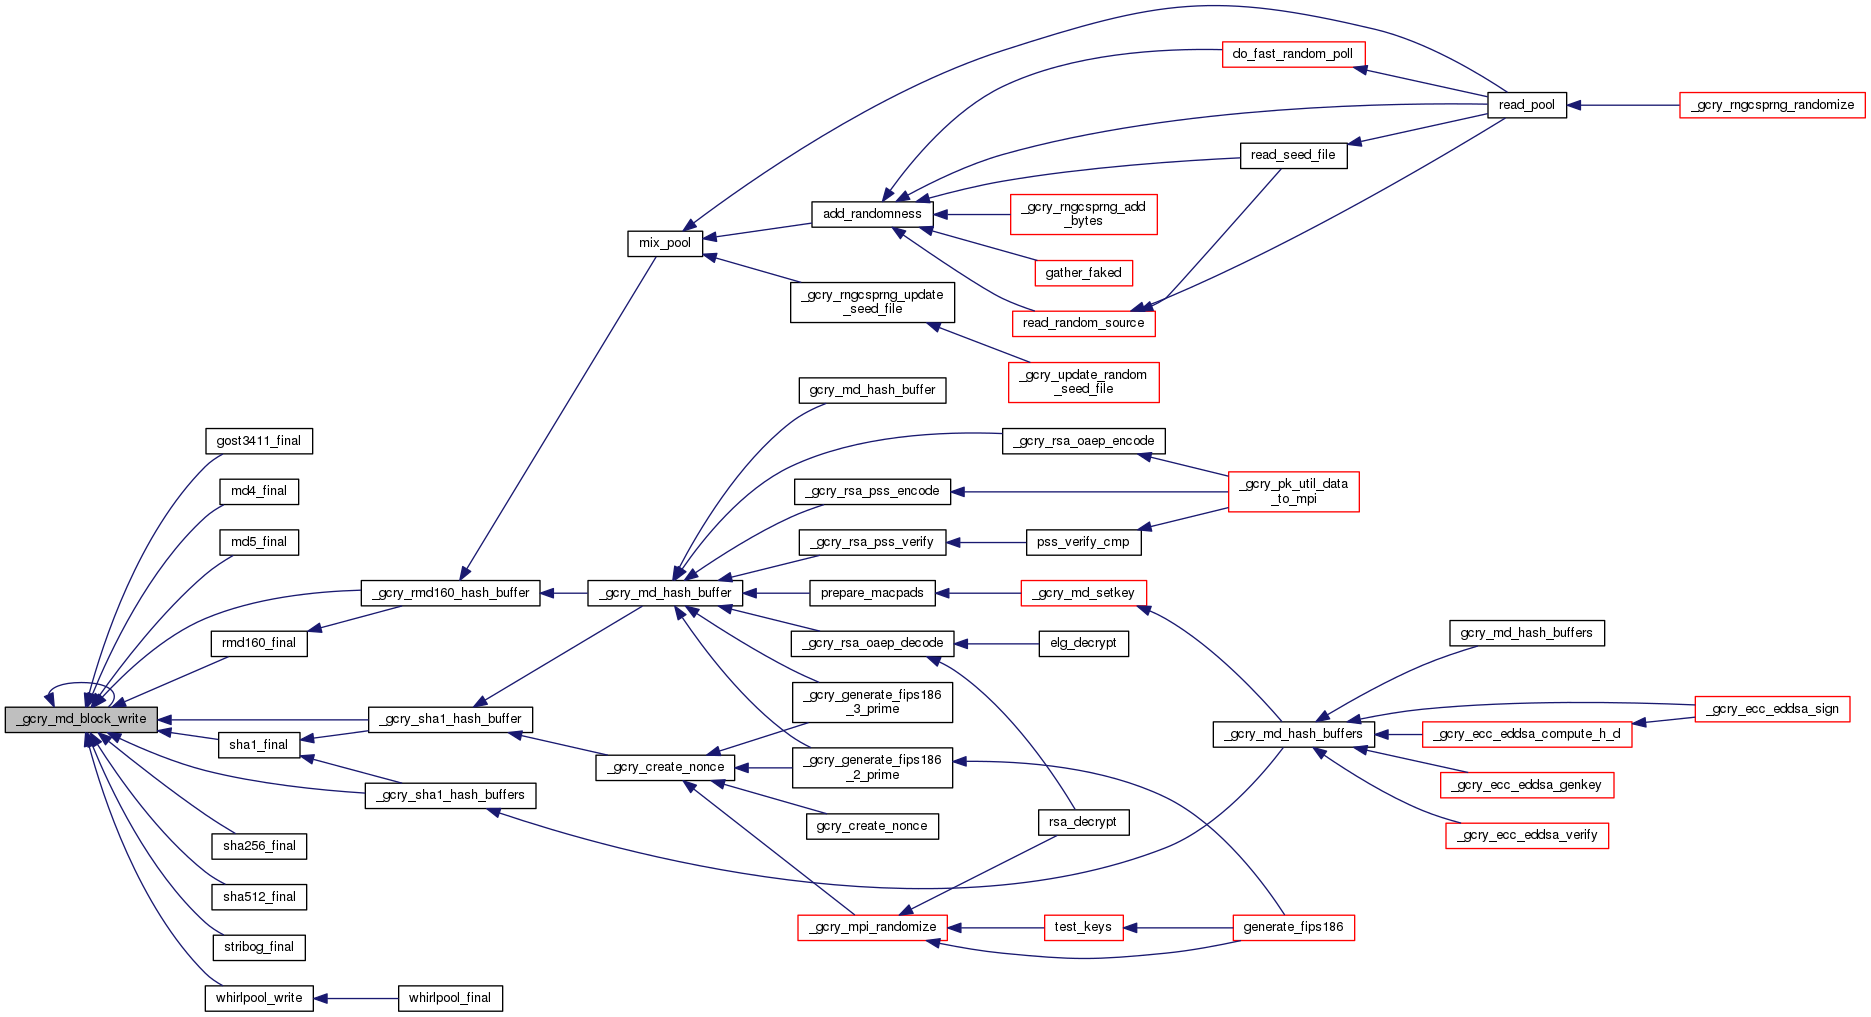 do_fast_random_poll
read_pool
_gcry_rngcsprng_randomize
read_seed_file
add_randomness
_gcry_rngcsprng_add
_bytes
mix_pool
gather_faked
_gcry_rngcsprng_update
_seed_file
read_random_source
_gcry_update_random
_seed_file
gcry_md_hash_buffer
gost3411_final
_gcry_rsa_oaep_encode
md4_final
_gcry_rsa_pss_encode
_gcry_pk_util_data
_to_mpi
md5_final
_gcry_rsa_pss_verify
pss_verify_cmp
_gcry_rmd160_hash_buffer
_gcry_md_hash_buffer
prepare_macpads
_gcry_md_setkey
rmd160_final
_gcry_rsa_oaep_decode
elg_decrypt
gcry_md_hash_buffers
_gcry_md_block_write
_gcry_sha1_hash_buffer
_gcry_generate_fips186
_3_prime
_gcry_ecc_eddsa_sign
sha1_final
_gcry_md_hash_buffers
_gcry_ecc_eddsa_compute_h_d
_gcry_create_nonce
_gcry_generate_fips186
_2_prime
_gcry_ecc_eddsa_genkey
_gcry_sha1_hash_buffers
gcry_create_nonce
rsa_decrypt
_gcry_ecc_eddsa_verify
sha256_final
sha512_final
_gcry_mpi_randomize
test_keys
generate_fips186
stribog_final
whirlpool_write
whirlpool_final